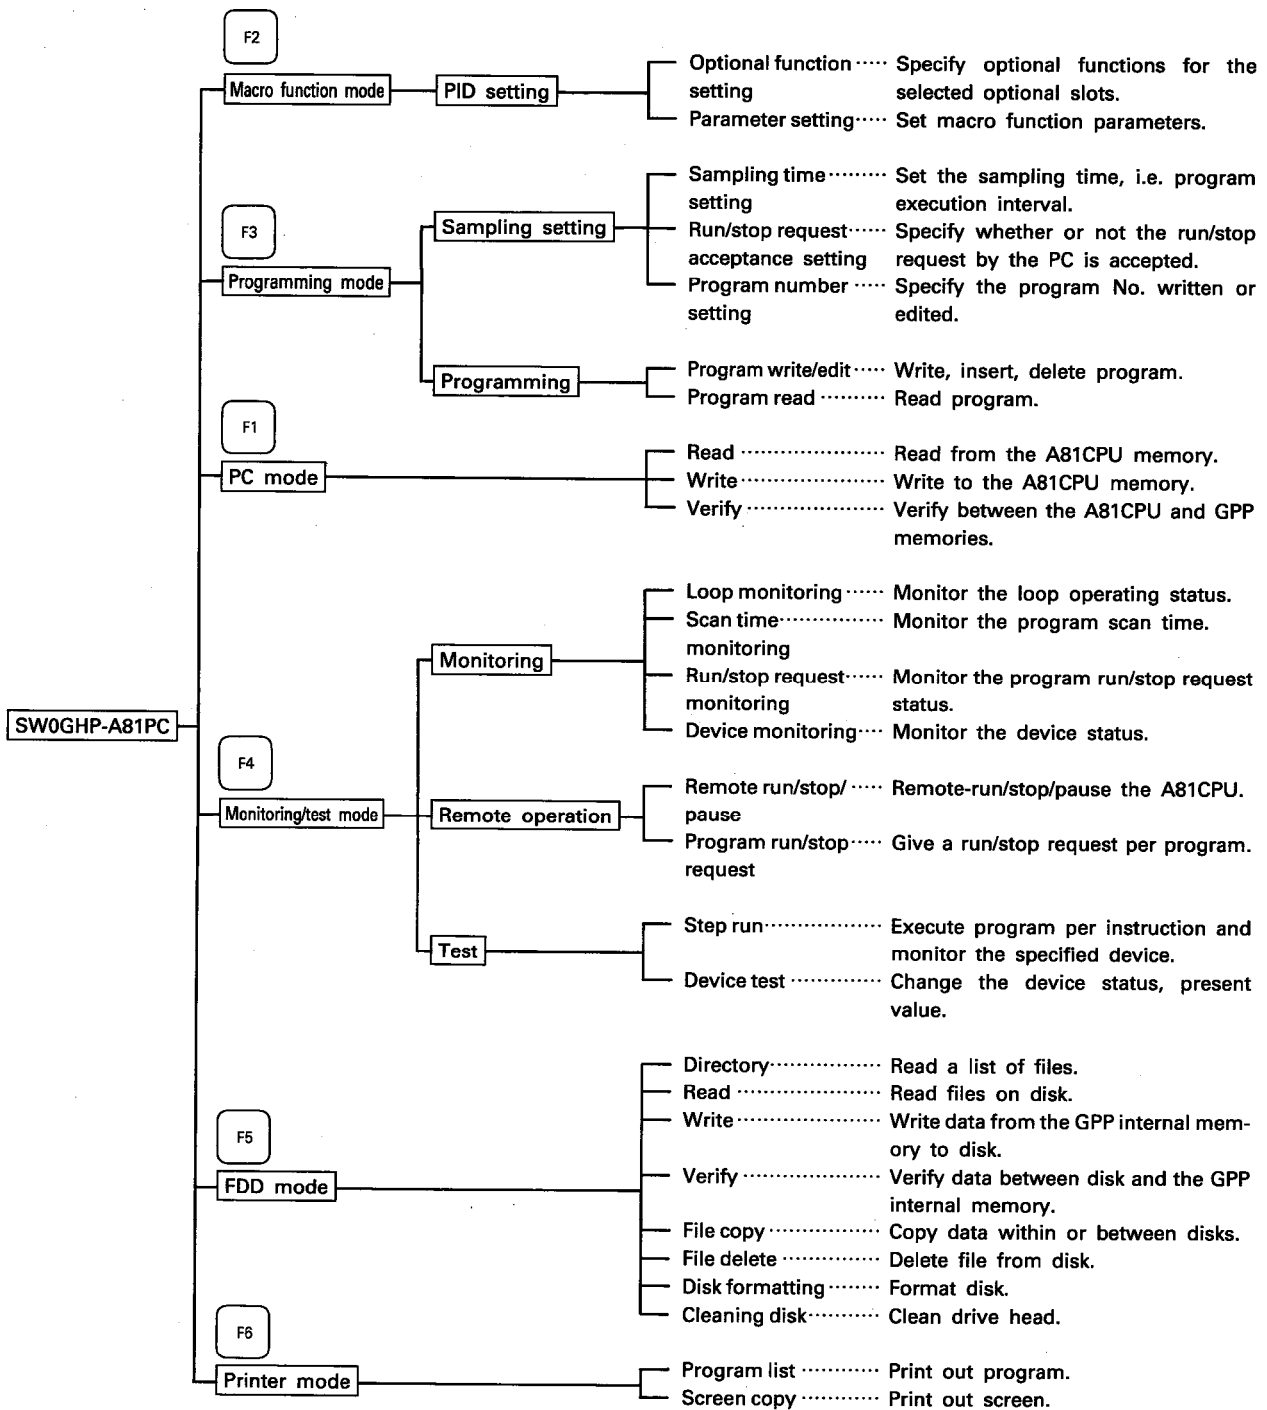 F2
Macro function mode
PID setting
Optional function ····· Specify optional functions for the
setting selected optional slots.
Parameter setting····· Set macro function parameters.
F3
Programming mode
Sampling setting
Sampling time ········· Set the sampling time, i.e. program
setting execution interval.
Run/stop request······ Specify whether or not the run/stop
acceptance setting request by the PC is accepted.
Program number ····· Specify the program No. written or
setting edited.
Programming
Program write/edit ····· Write, insert, delete program.
Program read ·········· Read program.
F1
PC mode
Read ······················ Read from the A81CPU memory.
Write ······················ Write to the A81CPU memory.
Verify ····················· Verify between the A81CPU and GPP
memories.
SW0GHP-A81PC
F4
Monitoring/test mode
Monitoring
Loop monitoring ······ Monitor the loop operating status.
Scan time················ Monitor the program scan time.
monitoring
Run/stop request······ Monitor the program run/stop request
monitoring status.
Device monitoring···· Monitor the device status.
Remote operation
Remote run/stop/ ····· Remote-run/stop/pause the A81CPU.
pause
Program run/stop ····· Give a run/stop request per program.
request
Test
Step run·················· Execute program per instruction and
monitor the specified device.
Device test ·············· Change the device status, present
value.
F5
FDD mode
Directory················· Read a list of files.
Read ······················ Read files on disk.
Write ······················ Write data from the GPP internal mem-
ory to disk.
Verify ····················· Verify data between disk and the GPP
internal memory.
File copy ················· Copy data within or between disks.
File delete ··············· Delete file from disk.
Disk formatting ········ Format disk.
Cleaning disk··········· Clean drive head.
F6
Printer mode
Program list ············ Print out program.
Screen copy ············ Print out screen.